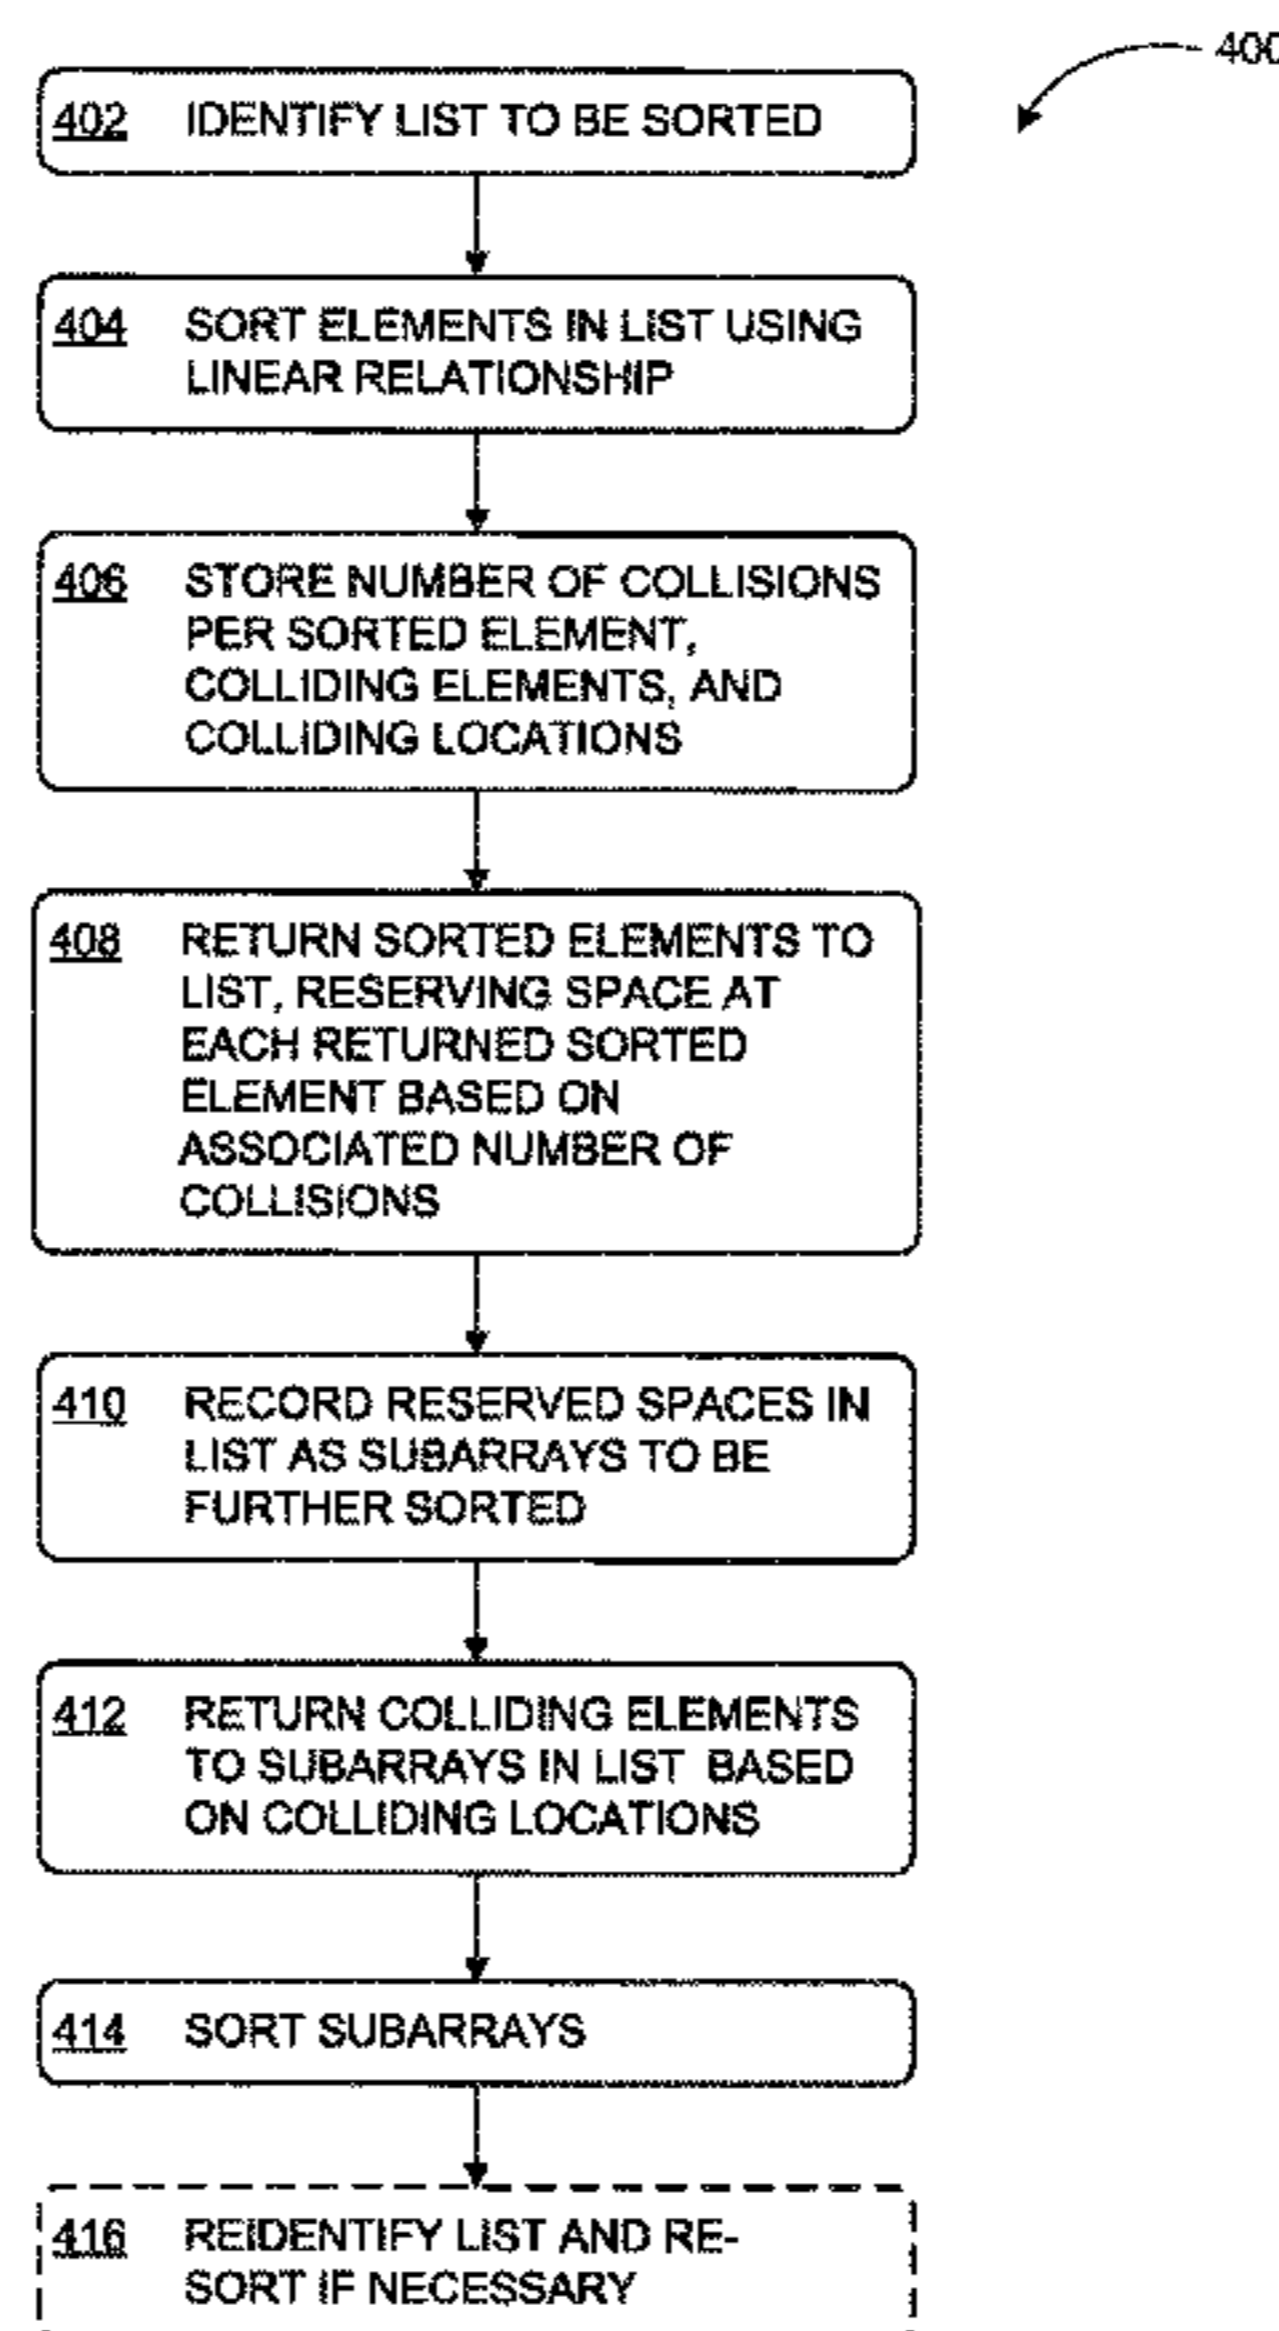 400
402 IDENTIFY LIST TO BE SORTED
404 SORT ELEMENTS IN LIST USING
LINEAR RELATIONSHIP
406 STORE NUMBER OF COLLISIONS
PER SORTED ELEMENT,
COLLIDING ELEMENTS, AND
COLLIDING LOCATIONS
408 RETURN SORTED ELEMENTS TO
LIST, RESERVING SPACE AT
EACH RETURNED SORTED
ELEMENT BASED ON
ASSOCIATED NUMBER OF
COLLISIONS
410 RECORD RESERVED SPACES IN
LIST AS SUBARRAYS TO BE
FURTHER SORTED
412 RETURN COLLIDING ELEMENTS
TO SUBARRAYS IN LIST BASED
ON COLLIDING LOCATIONS
414 SORT SUBARRAYS
416 REIDENTIFY LIST AND RE-
SORT IF NECESSARY